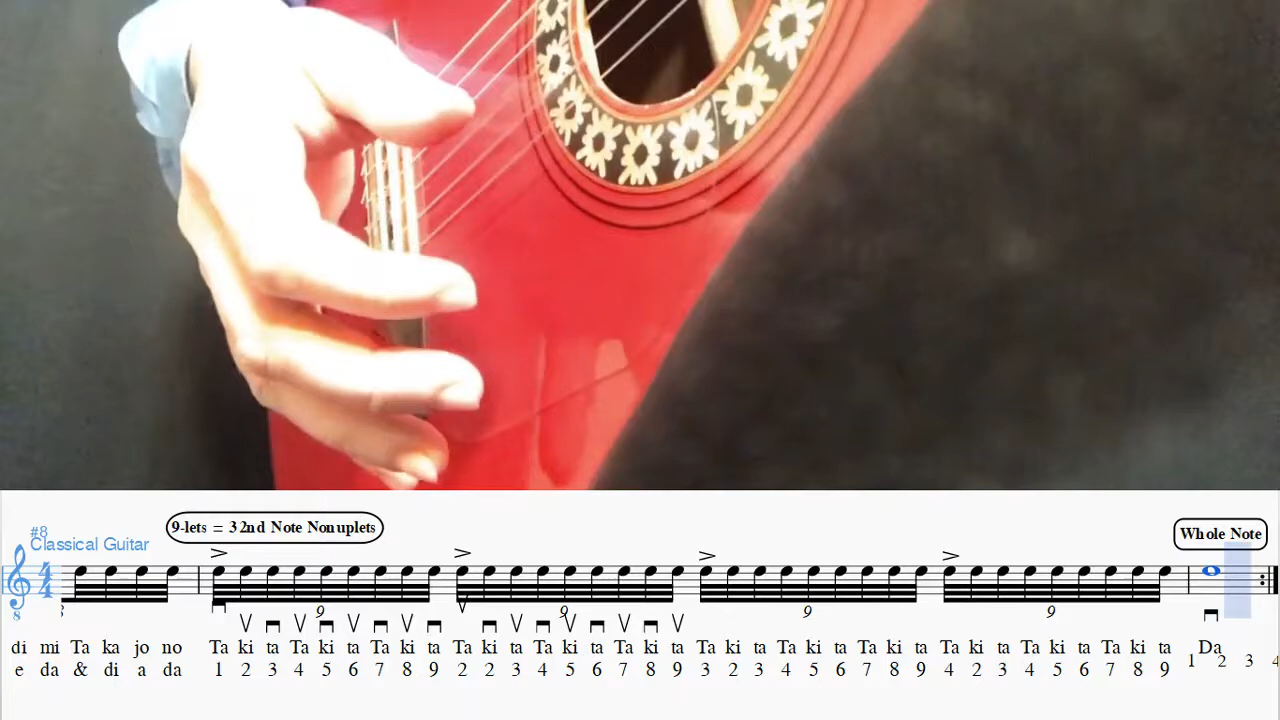 9-lets = 32nd Note Nonuplets
Whole Note
#8
Classical Guitar
4
4
8
9 9 9 9
di mi Ta ka jo no Ta ki ta Ta ki ta Ta ki ta Ta ki ta Ta ki ta Ta ki ta Ta ki ta Ta ki ta Ta ki ta Ta ki ta Ta ki ta Ta ki ta Da
e da & di a da 1 2 3 4 5 6 7 8 9 2 2 3 4 5 6 7 8 9 3 2 3 4 5 6 7 8 9 4 2 3 4 5 6 7 8 9 1 2 3 4